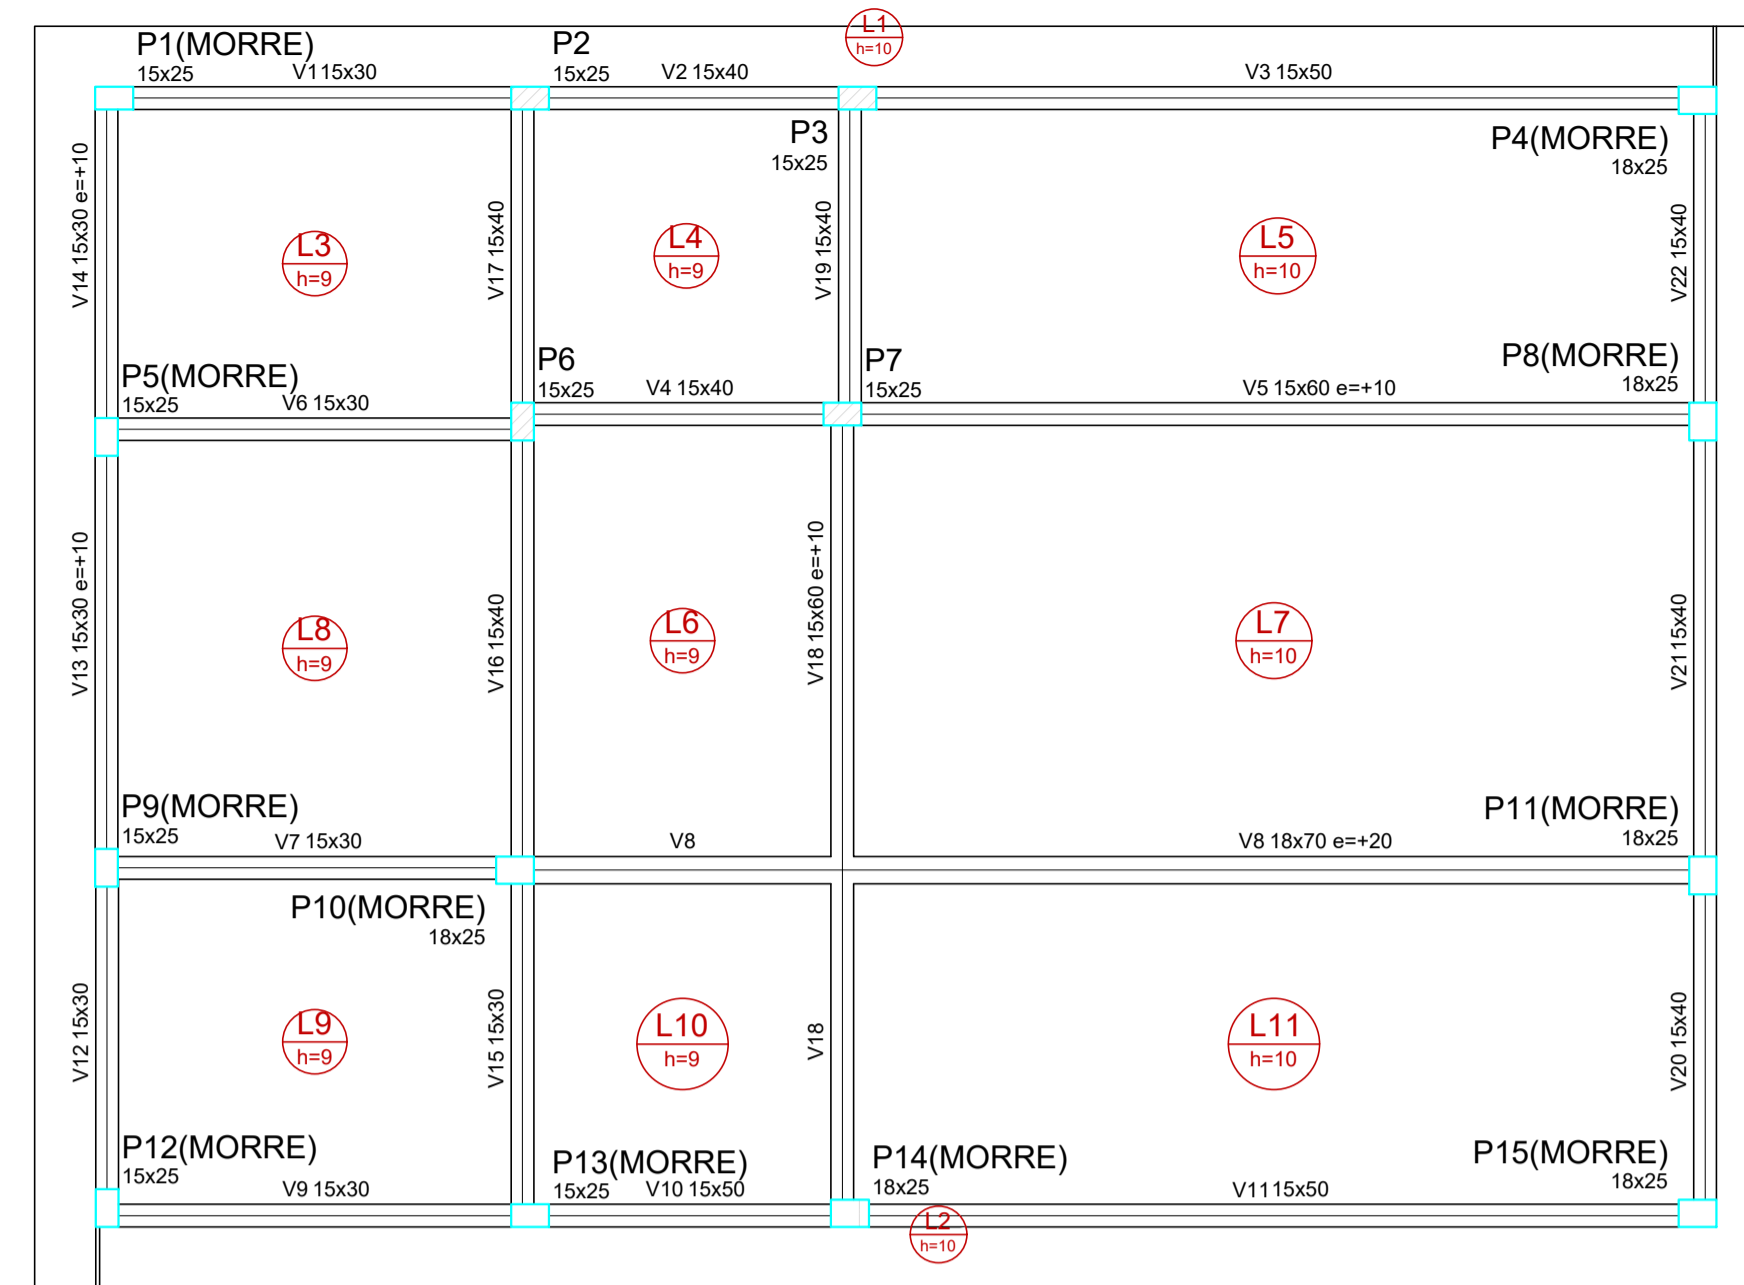 L1
h=10
P1(MORRE)
15x25
V1 15x30
P2
15x25
V2 15x40
V3 15x50
P3
15x25
P4(MORRE)
18x25
V14 15x30 e=+10
L3
h=9
V17 15x40
L4
h=9
V19 15x40
L5
h=10
V22 15x40
P5(MORRE)
15x25
V6 15x30
P6
15x25
V4 15x40
P7
15x25
V5 15x60 e=+10
P8(MORRE)
18x25
V13 15x30 e=+10
L8
h=9
V16 15x40
L6
h=9
V18 15x60 e=+10
L7
h=10
V21 15x40
P9(MORRE)
15x25
V7 15x30
V8
V8 18x70 e=+20
P11(MORRE)
18x25
P10(MORRE)
18x25
V12 15x30
L9
h=9
V15 15x30
L10
h=9
V18
L11
h=10
V20 15x40
P12(MORRE)
15x25
V9 15x30
P13(MORRE)
15x25
V10 15x50
P14(MORRE)
18x25
V11 15x50
P15(MORRE)
18x25
L2
h=10